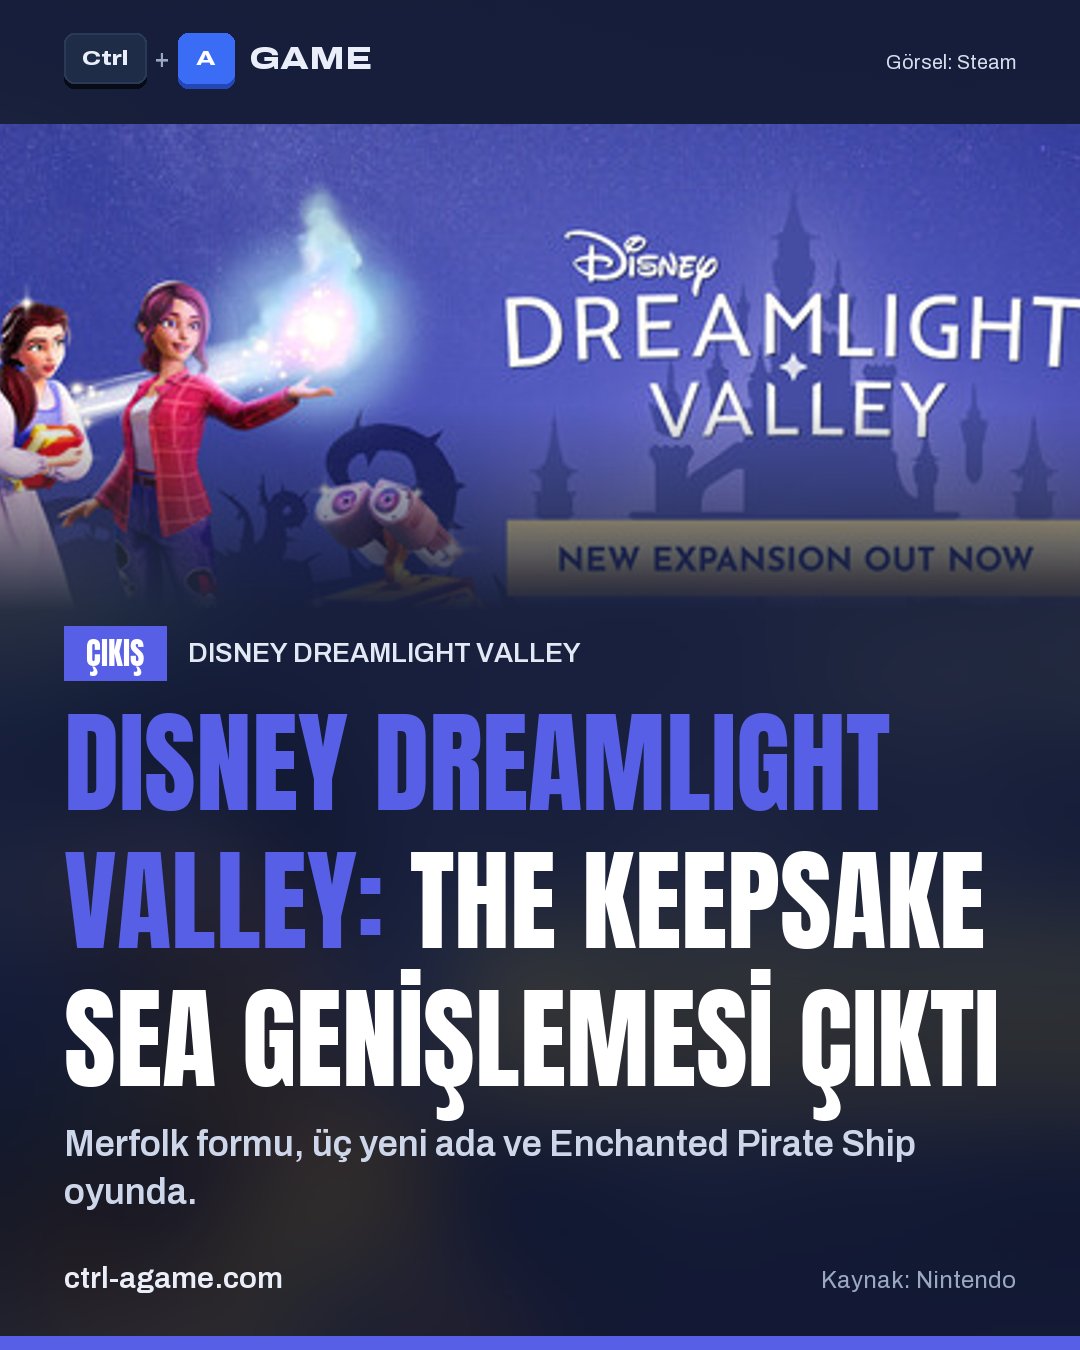 Ctrl + A GAME
Görsel: Steam
Disney
DREAMLIGHT
VALLEY
NEW EXPANSION OUT NOW
ÇIKIŞ
DISNEY DREAMLIGHT VALLEY
DISNEY DREAMLIGHT
VALLEY: THE KEEPSAKE
SEA GENİŞLEMESİ ÇIKTI
Merfolk formu, üç yeni ada ve Enchanted Pirate Ship
oyunda.
ctrl-agame.com
Kaynak: Nintendo